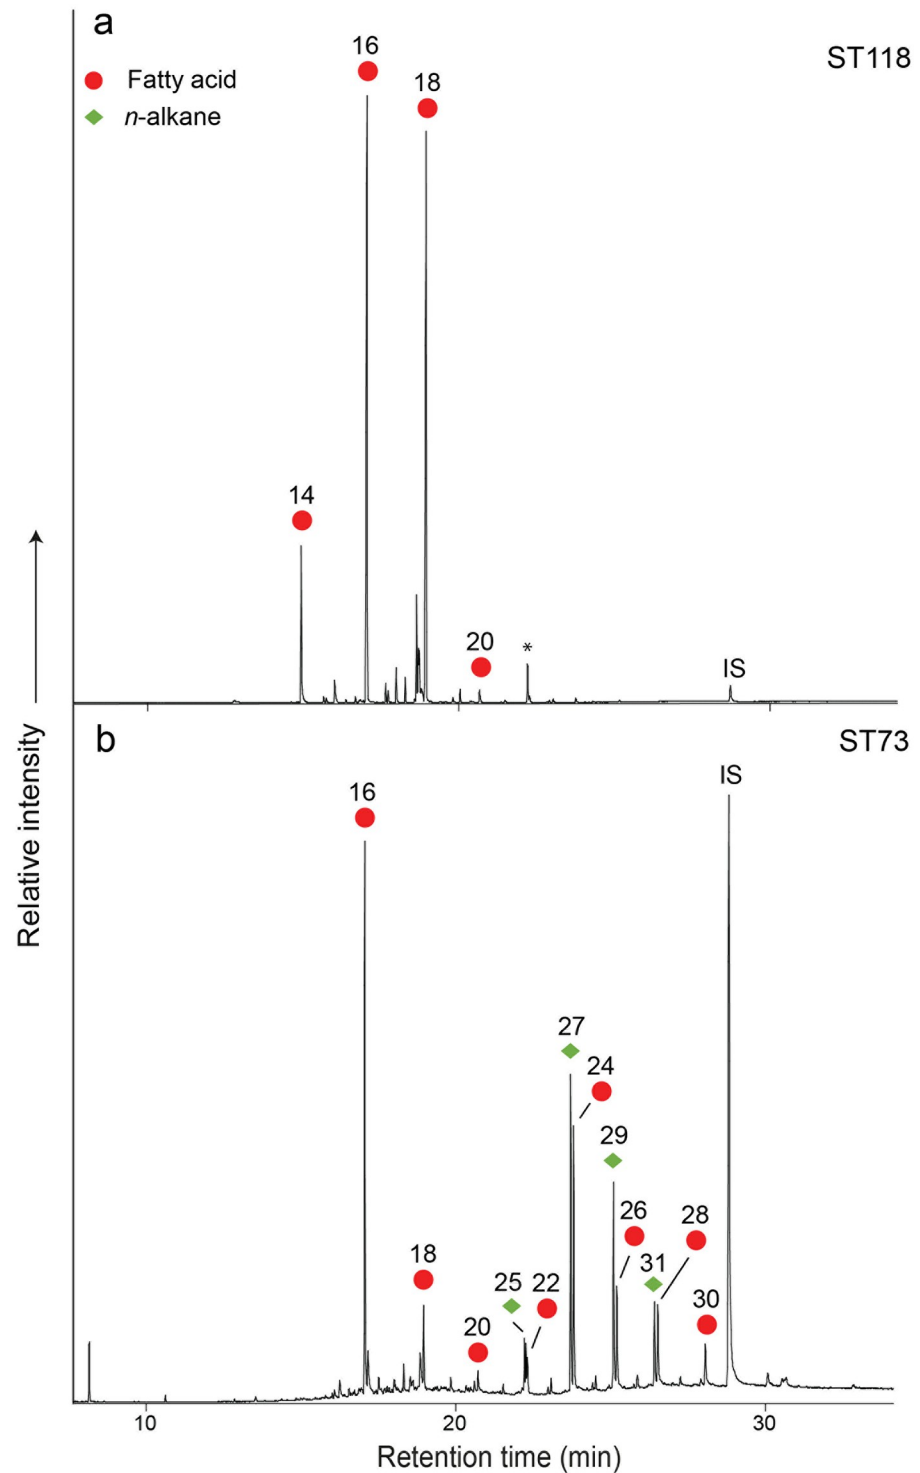 a
ST118
Fatty acid
n-alkane
16
18
14
20
*
IS
b
ST73
16
IS
27
24
29
26
28
18
25
22
31
20
30
10
20
30
Retention time (min)
Relative intensity